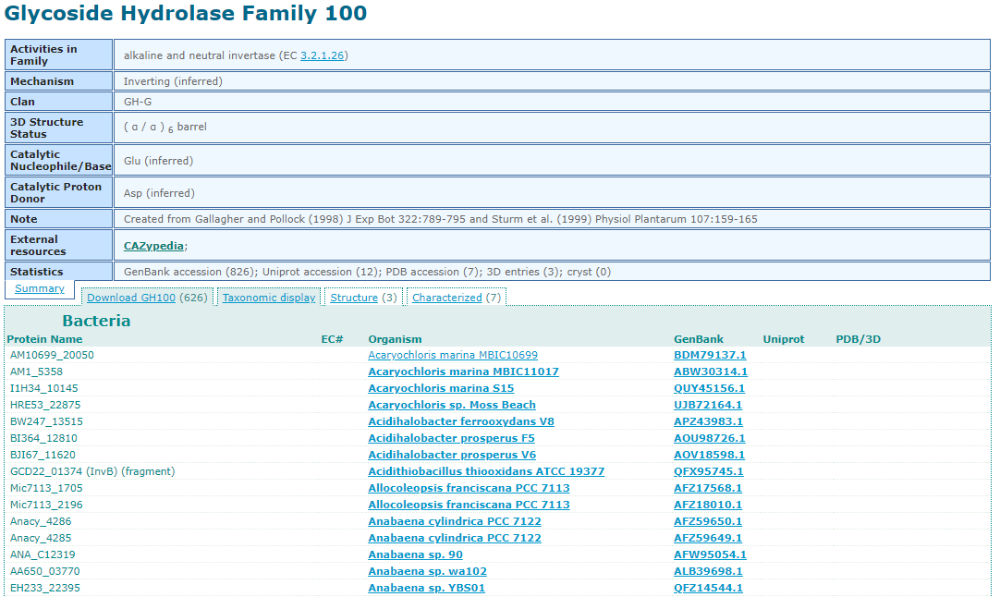 Glycoside Hydrolase Family 100
Activities in Family alkaline and neutral invertase (EC 3.2.1.26)
Mechanism Inverting (inferred)
Clan GH-G
3D Structure Status ( α / α ) 6 barrel
Catalytic Nucleophile/Base Glu (inferred)
Catalytic Proton Donor Asp (inferred)
Note Created from Gallagher and Pollock (1998) J Exp Bot 322:789-795 and Sturm et al. (1999) Physiol Plantarum 107:159-165
External resources CAZypedia;
Statistics GenBank accession (826); Uniprot accession (12); PDB accession (7); 3D entries (3); cryst (0)
Summary Download GH100 (626) Taxonomic display Structure (3) Characterized (7)
Bacteria
Protein Name EC# Organism GenBank Uniprot PDB/3D
AM10699_20050 Acaryochloris marina MBIC10699 BDM79137.1
AM1_5358 Acaryochloris marina MBIC11017 ABW30314.1
I1H34_10145 Acaryochloris marina S15 QUY45156.1
HRE53_22875 Acaryochloris sp. Moss Beach UJB72164.1
BW247_13515 Acidihalobacter ferrooxydans V8 APZ43983.1
BI364_12810 Acidihalobacter prosperus F5 AOU98726.1
BJI67_11620 Acidihalobacter prosperus V6 AOV18598.1
GCD22_01374 (InvB) (fragment) Acidithiobacillus thiooxidans ATCC 19377 QFX95745.1
Mic7113_1705 Allocoleopsis franciscana PCC 7113 AFZ17568.1
Mic7113_2196 Allocoleopsis franciscana PCC 7113 AFZ18010.1
Anacy_4286 Anabaena cylindrica PCC 7122 AFZ59650.1
Anacy_4285 Anabaena cylindrica PCC 7122 AFZ59649.1
ANA_C12319 Anabaena sp. 90 AFW95054.1
AA650_03770 Anabaena sp. wa102 ALB39698.1
EH233_22395 Anabaena sp. YBS01 QFZ14544.1